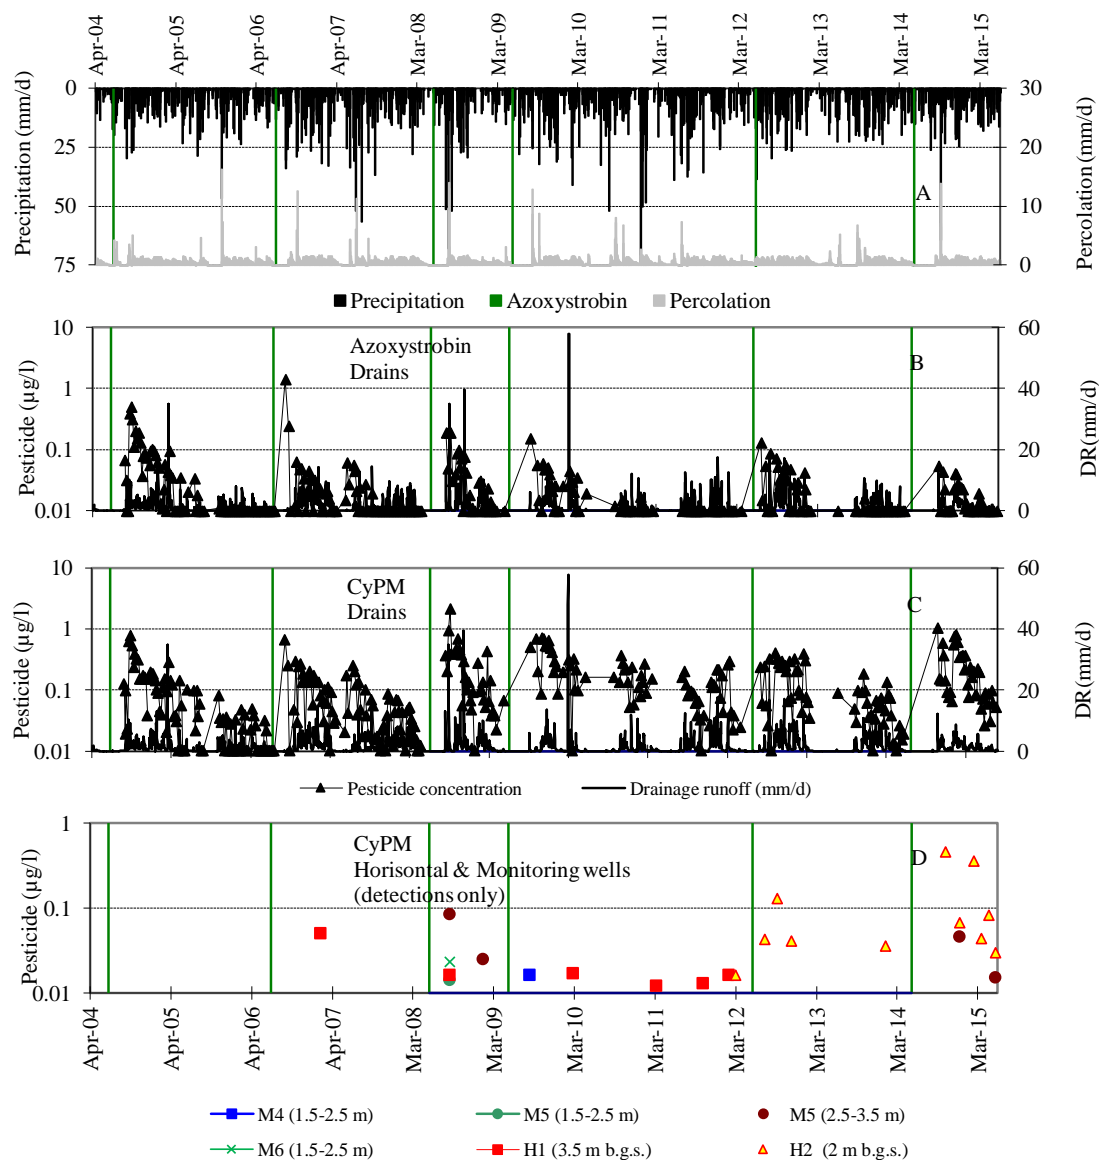 Apr-04 Apr-05 Apr-06 Apr-07 Mar-08 Mar-09 Mar-10 Mar-11 Mar-12 Mar-13 Mar-14 Mar-15
Precipitation (mm/d)
0
25
50
75
30
20
10
0
Percolation (mm/d)
A
Precipitation Azoxystrobin Percolation
Pesticide (µg/l)
10
1
0.1
0.01
Azoxystrobin
Drains
B
60
40
20
0
DR(mm/d)
Pesticide (µg/l)
10
1
0.1
0.01
CyPM
Drains
C
60
40
20
0
DR(mm/d)
Pesticide concentration Drainage runoff (mm/d)
Pesticide (µg/l)
1
0.1
0.01
CyPM
Horisontal & Monitoring wells
(detections only)
D
Apr-04 Apr-05 Apr-06 Apr-07 Mar-08 Mar-09 Mar-10 Mar-11 Mar-12 Mar-13 Mar-14 Mar-15
M4 (1.5-2.5 m) M5 (1.5-2.5 m) M5 (2.5-3.5 m)
M6 (1.5-2.5 m) H1 (3.5 m b.g.s.) H2 (2 m b.g.s.)